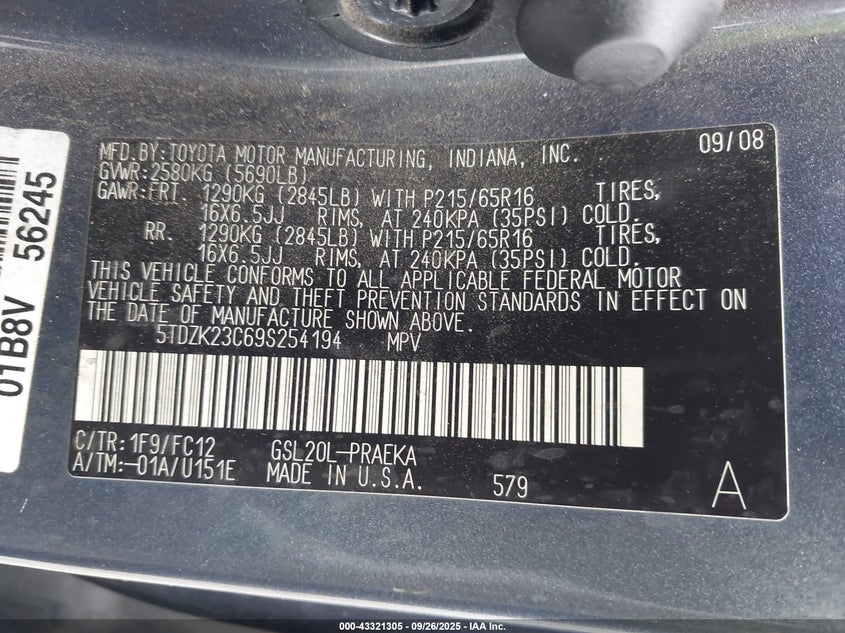 MFD.BY:TOYOTA MOTOR MANUFACTURING, INDIANA, INC. 09/08
GVWR:2580KG (5690LB)
GAWR:FRT. 1290KG (2845LB) WITH P215/65R16 TIRES,
16X6.5JJ RIMS, AT 240KPA (35PSI) COLD.
RR. 1290KG (2845LB) WITH P215/65R16 TIRES,
16X6.5JJ RIMS, AT 240KPA (35PSI) COLD.
THIS VEHICLE CONFORMS TO ALL APPLICABLE FEDERAL MOTOR
VEHICLE SAFETY AND THEFT PREVENTION STANDARDS IN EFFECT ON
THE DATE OF MANUFACTURE SHOWN ABOVE.
5TDZK23C69S254194 MPV
C/TR:1F9/FC12 GSL20L-PRAEKA
A/TM:-01A/U151E MADE IN U.S.A. 579 A
01B8V 56245
000-43321305 - 09/26/2025 - IAA Inc.